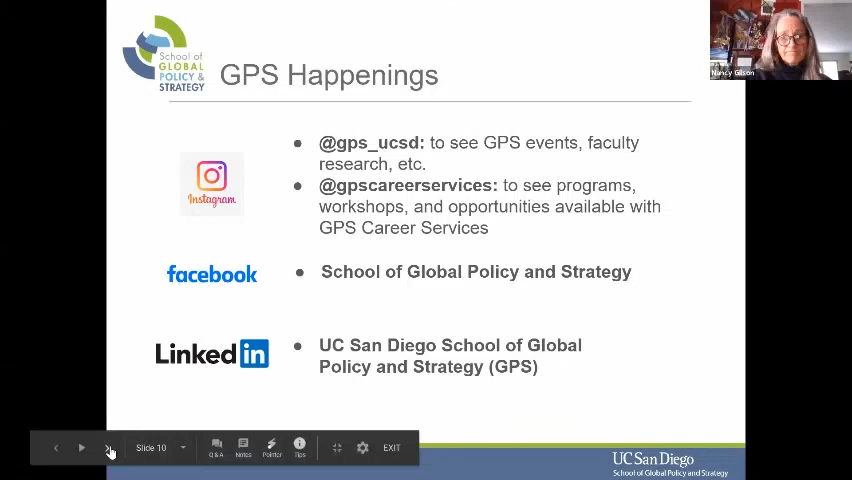 School of
GLOBAL
POLICY &
STRATEGY
GPS Happenings
Nancy Gilson
@gps_ucsd: to see GPS events, faculty
research, etc.
@gpscareerservices: to see programs,
workshops, and opportunities available with
GPS Career Services
Instagram
facebook
School of Global Policy and Strategy
Linked in
UC San Diego School of Global
Policy and Strategy (GPS)
Slide 10
Q & A
Notes
Pointer
Tips
EXIT
UC San Diego
School of Global Policy and Strategy